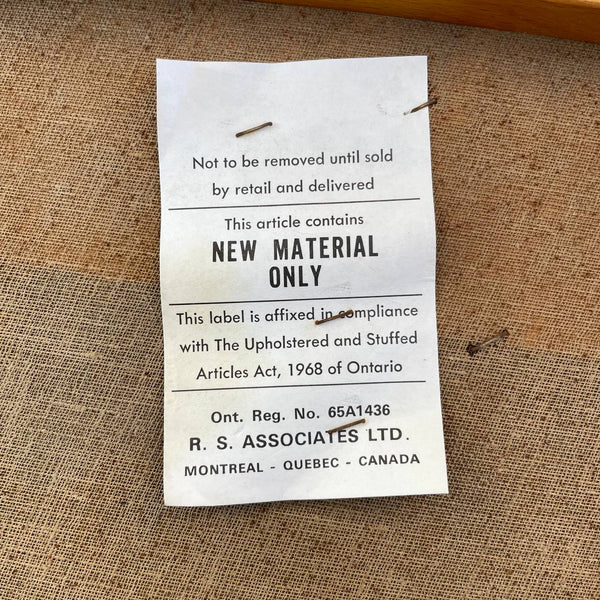 Not to be removed until sold
by retail and delivered
This article contains
NEW MATERIAL
ONLY
This label is affixed in compliance
with The Upholstered and Stuffed
Articles Act, 1968 of Ontario
Ont. Reg. No. 65A1436
R. S. ASSOCIATES LTD.
MONTREAL - QUEBEC - CANADA